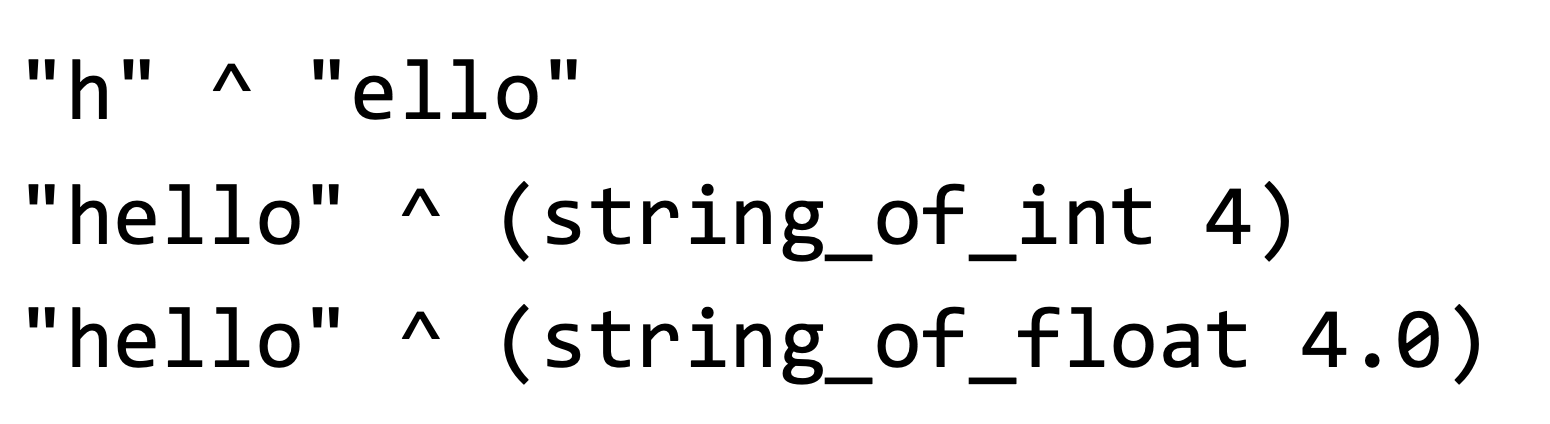 "h" ^ "ello"
"hello" ^ (string_of_int 4)
"hello" ^ (string_of_float 4.0)